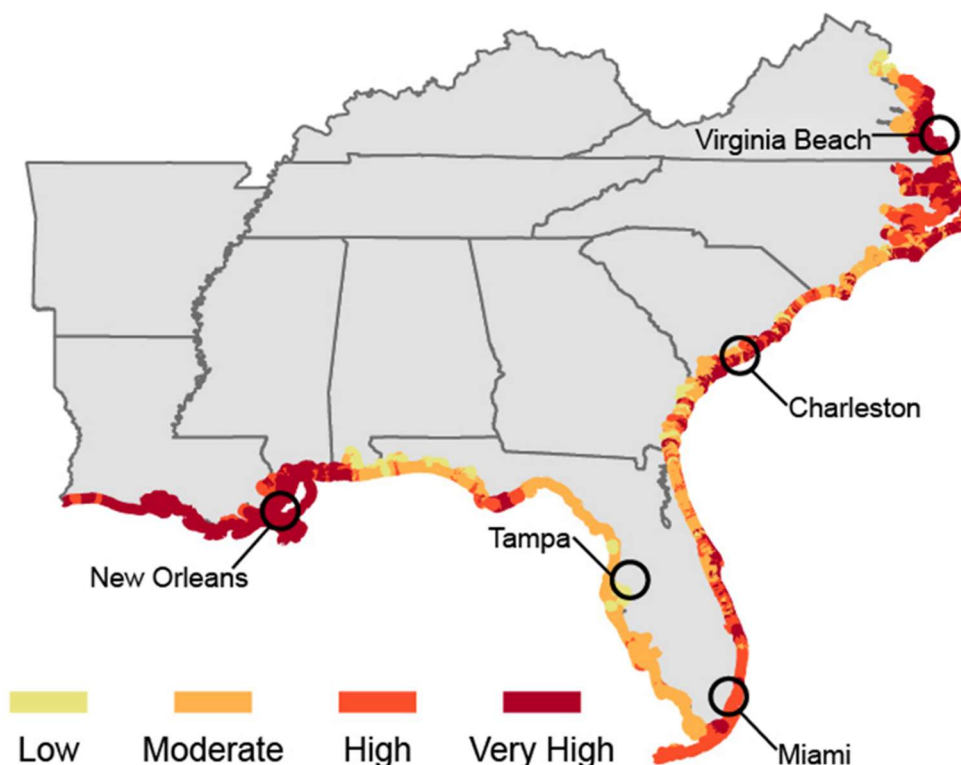 Virginia Beach
Charleston
Tampa
New Orleans
Miami
Low
Moderate
High
Very High